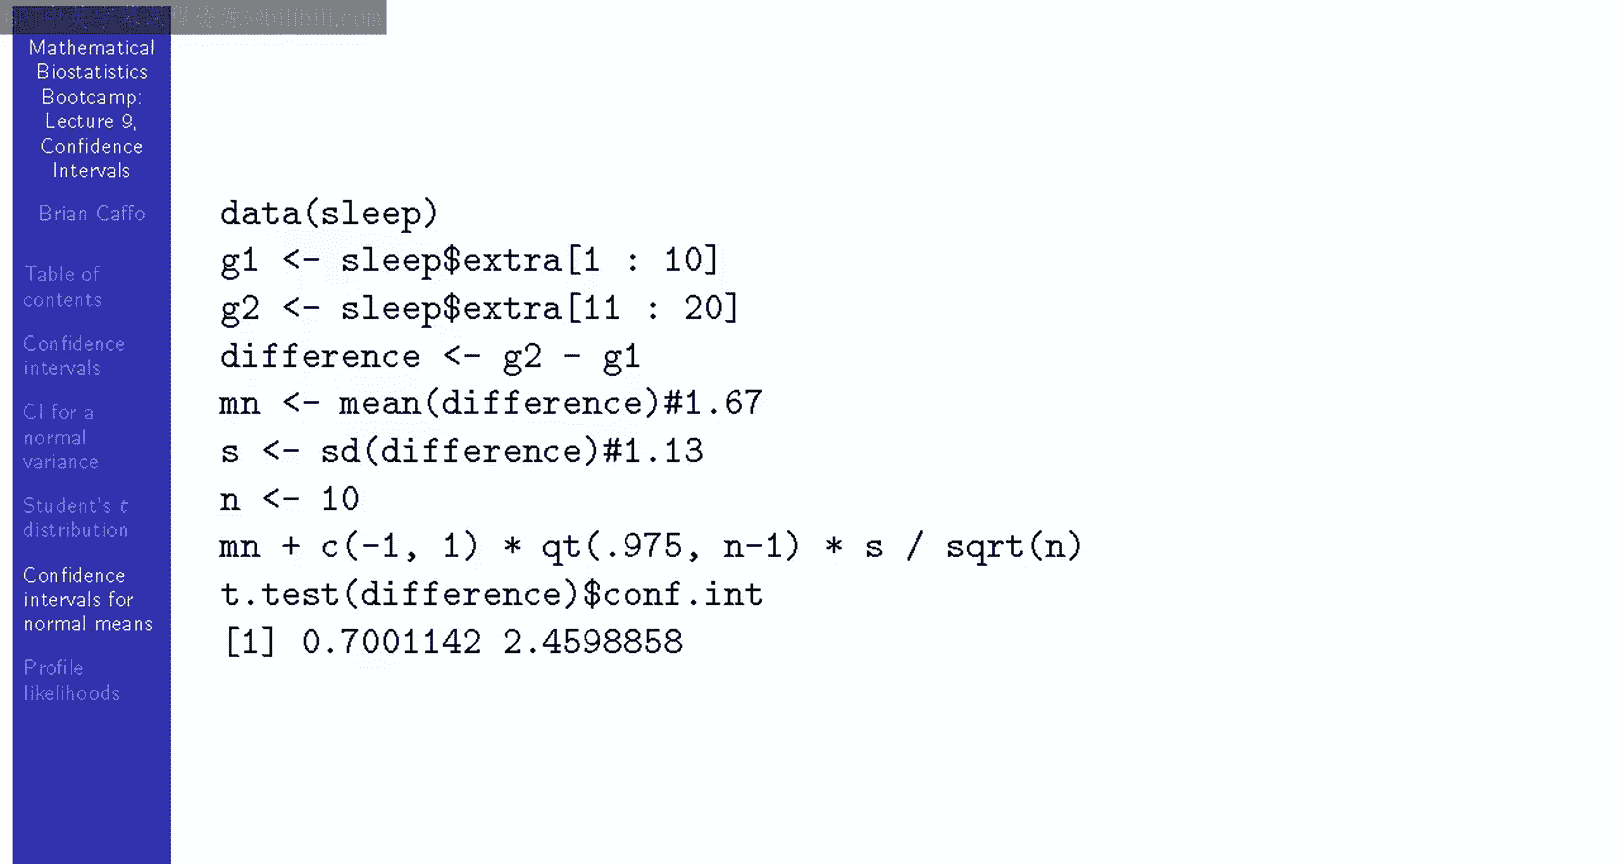 Mathematical
Biostatistics
Bootcamp:
Lecture 9,
Confidence
Intervals
Brian Caffo
Table of
contents
Confidence
intervals
CI for a
normal
variance
Student's t
distribution
Confidence
intervals for
normal means
Profile
likelihoods
data(sleep)
g1 <- sleep$extra[1 : 10]
g2 <- sleep$extra[11 : 20]
difference <- g2 - g1
mn <- mean(difference)#1.67
s <- sd(difference)#1.13
n <- 10
mn + c(-1, 1) * qt(.975, n-1) * s / sqrt(n)
t.test(difference)$conf.int
[1] 0.7001142 2.4598858